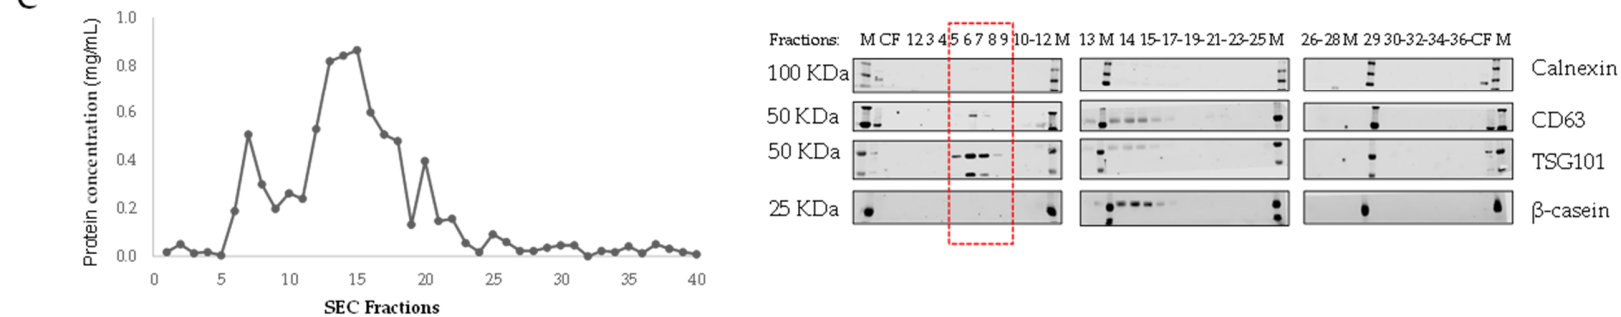 C
Protein concentration (mg/mL)
1.0
0.8
0.6
0.4
0.2
0.0
0 5 10 15 20 25 30 35 40
SEC Fractions
Fractions: M CF 1 2 3 4 5 6 7 8 9 10-12 M 13 M 14 15-17-19-21-23-25 M 26-28 M 29 30-32-34-36-CF M
100 KDa Calnexin
50 KDa CD63
50 KDa TSG101
25 KDa β-casein